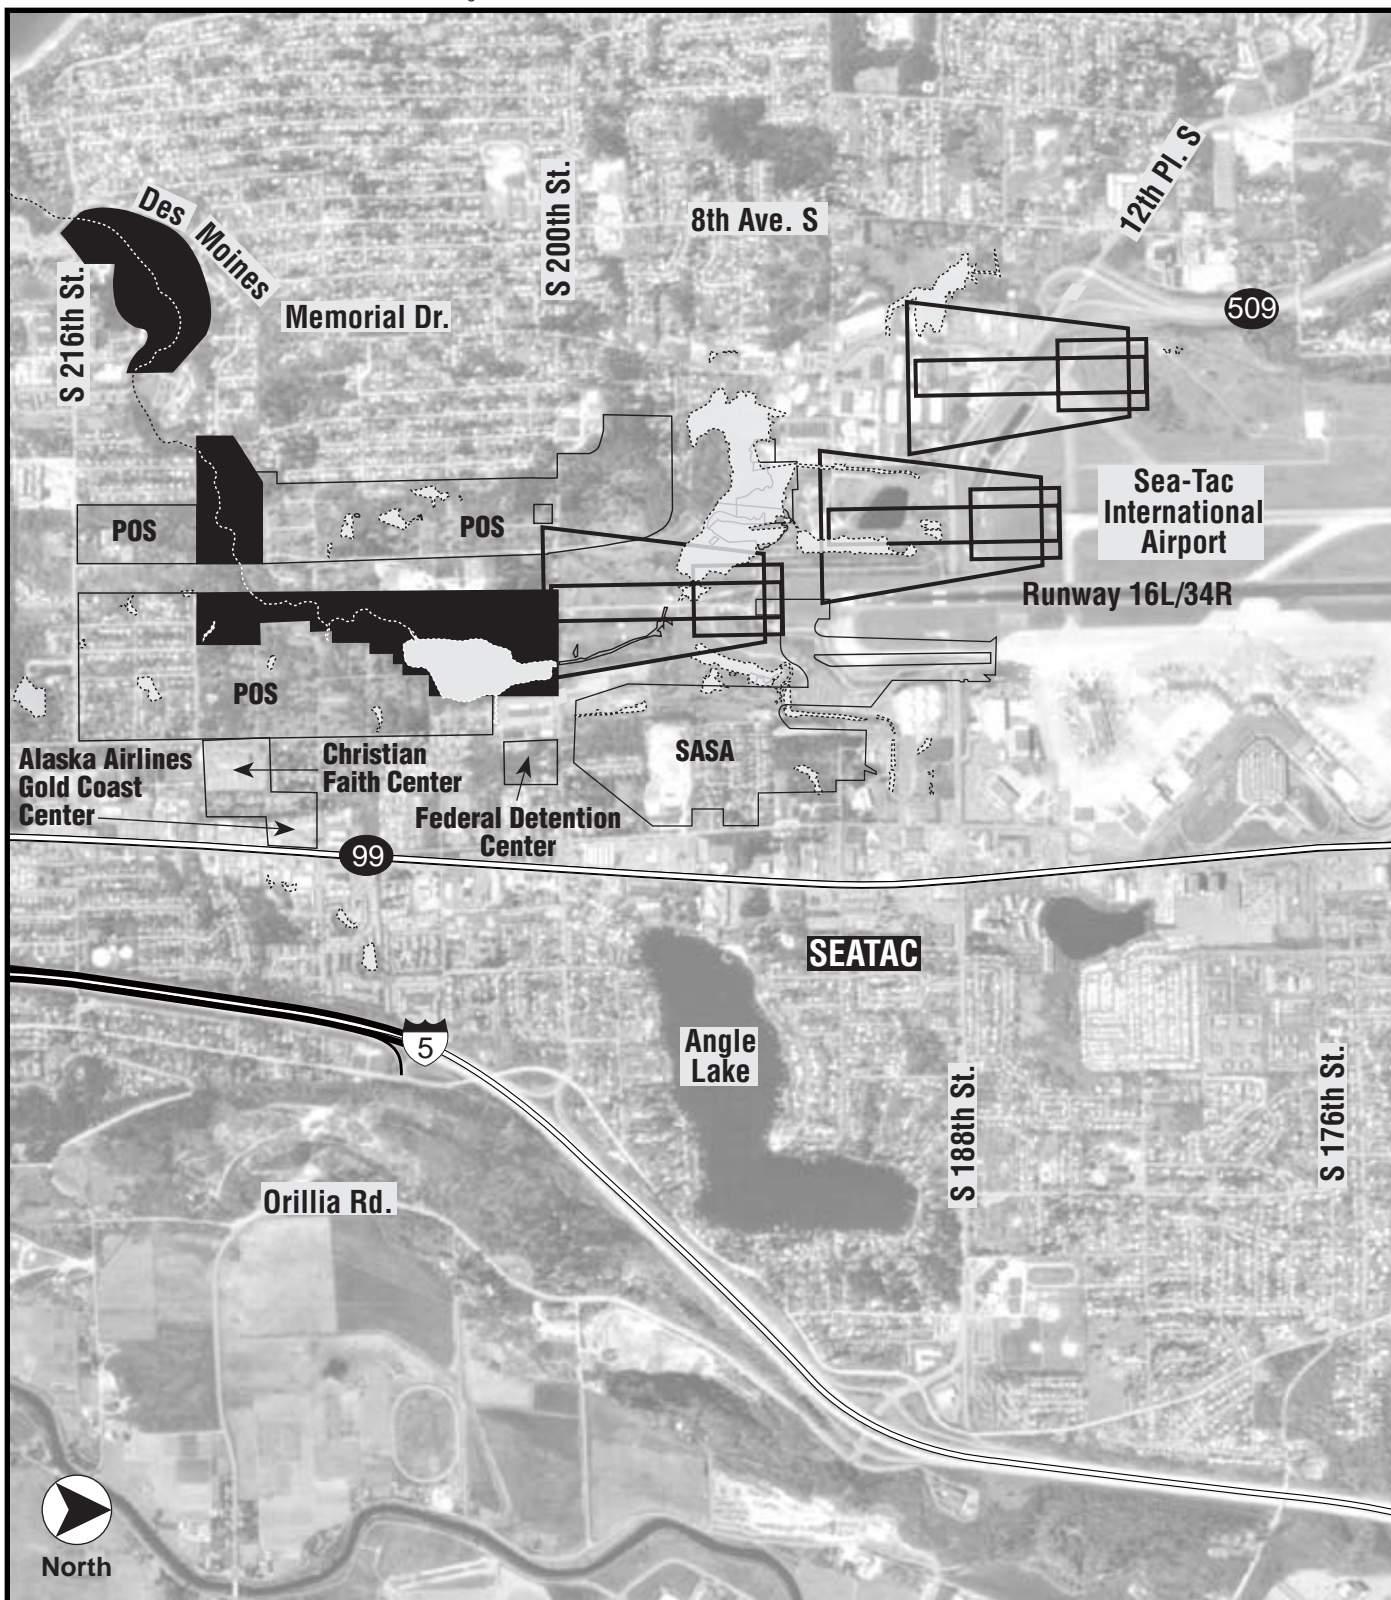 12th Pl. S
Des Moines
Memorial Dr.
S 200th St.
8th Ave. S
S 216th St.
509
POS
POS
Sea-Tac
International
Airport
Runway 16L/34R
POS
SASA
Alaska Airlines
Gold Coast
Center
Christian
Faith Center
Federal Detention
Center
99
SEATAC
5
Angle
Lake
S 188th St.
S 176th St.
Orillia Rd.
North